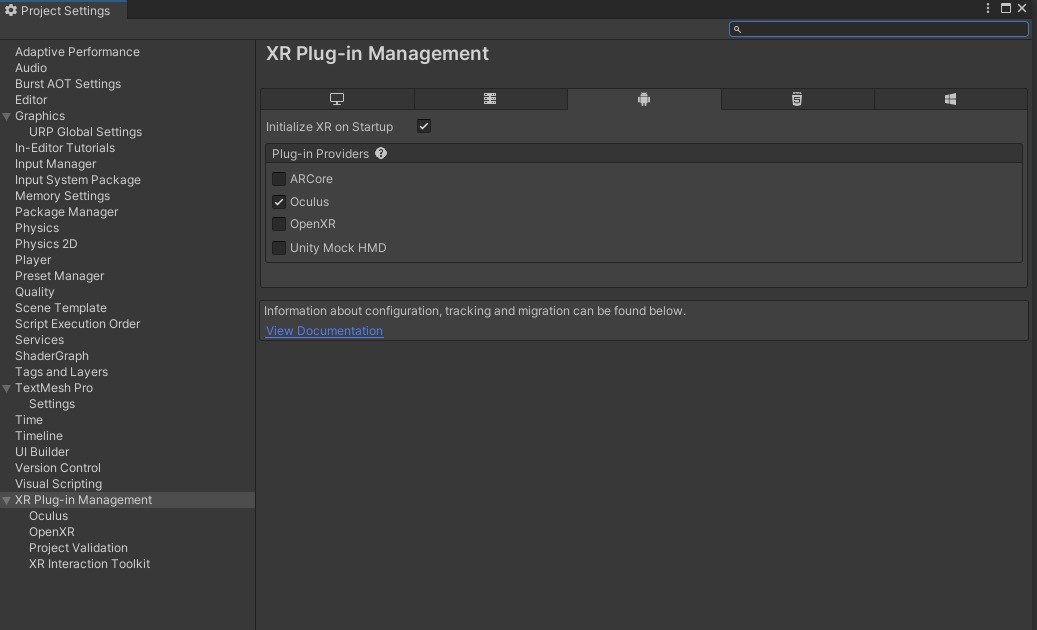 Project Settings
Adaptive Performance
Audio
Burst AOT Settings
Editor
Graphics
URP Global Settings
In-Editor Tutorials
Input Manager
Input System Package
Memory Settings
Package Manager
Physics
Physics 2D
Player
Preset Manager
Quality
Scene Template
Script Execution Order
Services
ShaderGraph
Tags and Layers
TextMesh Pro
Settings
Time
Timeline
UI Builder
Version Control
Visual Scripting
XR Plug-in Management
Oculus
OpenXR
Project Validation
XR Interaction Toolkit
XR Plug-in Management
Initialize XR on Startup
Plug-in Providers
ARCore
Oculus
OpenXR
Unity Mock HMD
Information about configuration, tracking and migration can be found below.
View Documentation